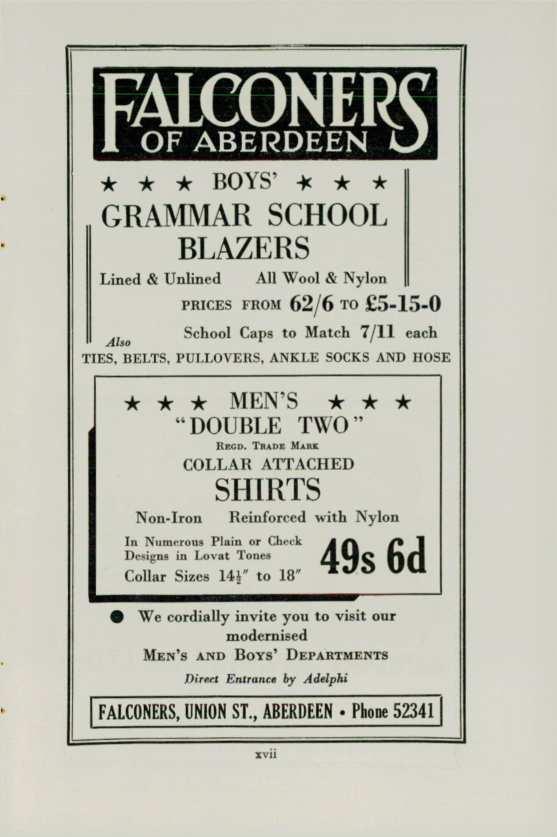 FALCONERS
OF ABERDEEN
★ ★ ★ BOYS' ★ ★ ★
GRAMMAR SCHOOL
BLAZERS
Lined & Unlined All Wool & Nylon
PRICES FROM 62/6 TO £5-15-0
School Caps to Match 7/11 each
Also
TIES, BELTS, PULLOVERS, ANKLE SOCKS AND HOSE
★ ★ ★ MEN'S ★ ★ ★
"DOUBLE TWO"
REGD. TRADE MARK
COLLAR ATTACHED
SHIRTS
Non-Iron Reinforced with Nylon
In Numerous Plain or Check
Designs in Lovat Tones
Collar Sizes 14½" to 18"
49s 6d
● We cordially invite you to visit our
modernised
MEN'S AND BOYS' DEPARTMENTS
Direct Entrance by Adelphi
FALCONERS, UNION ST., ABERDEEN • Phone 52341
xvii